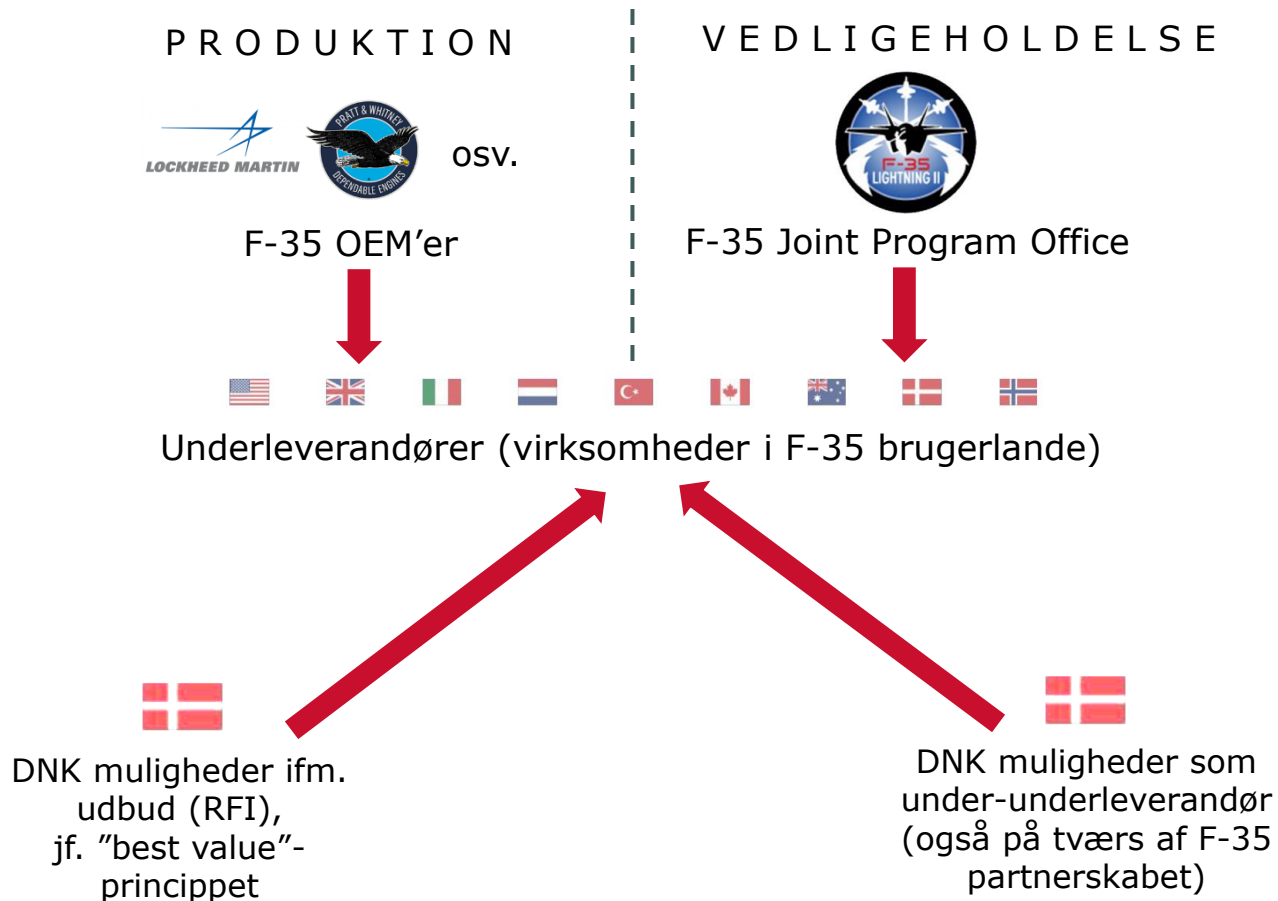 PRODUKTION
LOCKHEED MARTIN
PRATT & WHITNEY
DEPENDABLE ENGINES
osv.
F-35 OEM’er
VEDLIGEHOLDELSE
F-35
LIGHTNING II
F-35 Joint Program Office
Underleverandører (virksomheder i F-35 brugerlande)
DNK muligheder ifm.
udbud (RFI),
jf. ”best value”-
princippet
DNK muligheder som
under-underleverandør
(også på tværs af F-35
partnerskabet)